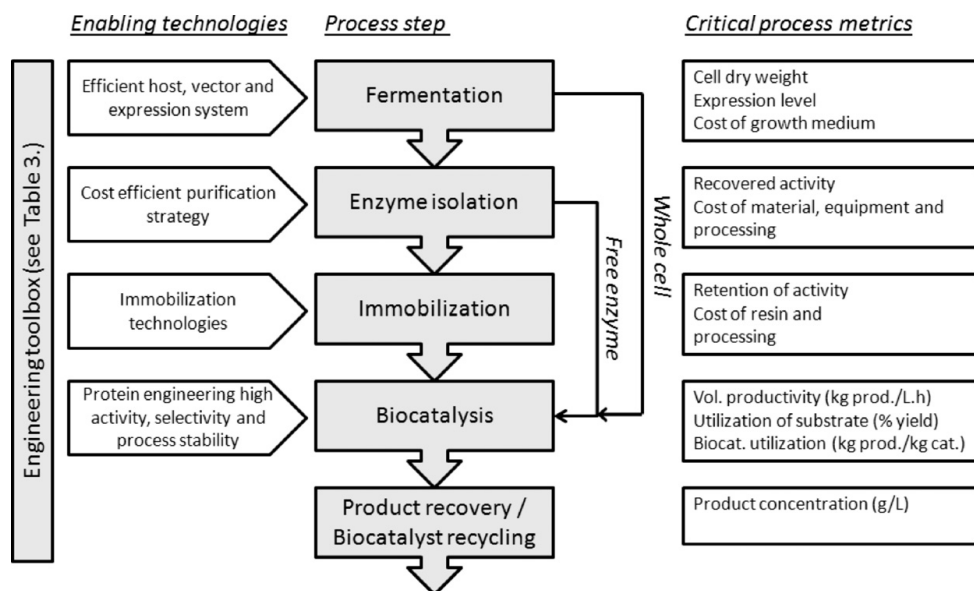 Enabling technologies
Process step
Critical process metrics
Engineering toolbox (see Table 3.)
Efficient host, vector and
expression system
Fermentation
Cell dry weight
Expression level
Cost of growth medium
Cost efficient purification
strategy
Enzyme isolation
Recovered activity
Cost of material, equipment and
processing
Immobilization
technologies
Immobilization
Retention of activity
Cost of resin and
processing
Free enzyme
Whole cell
Protein engineering high
activity, selectivity and
process stability
Biocatalysis
Vol. productivity (kg prod./L.h)
Utilization of substrate (% yield)
Biocat. utilization (kg prod./kg cat.)
Product recovery /
Biocatalyst recycling
Product concentration (g/L)